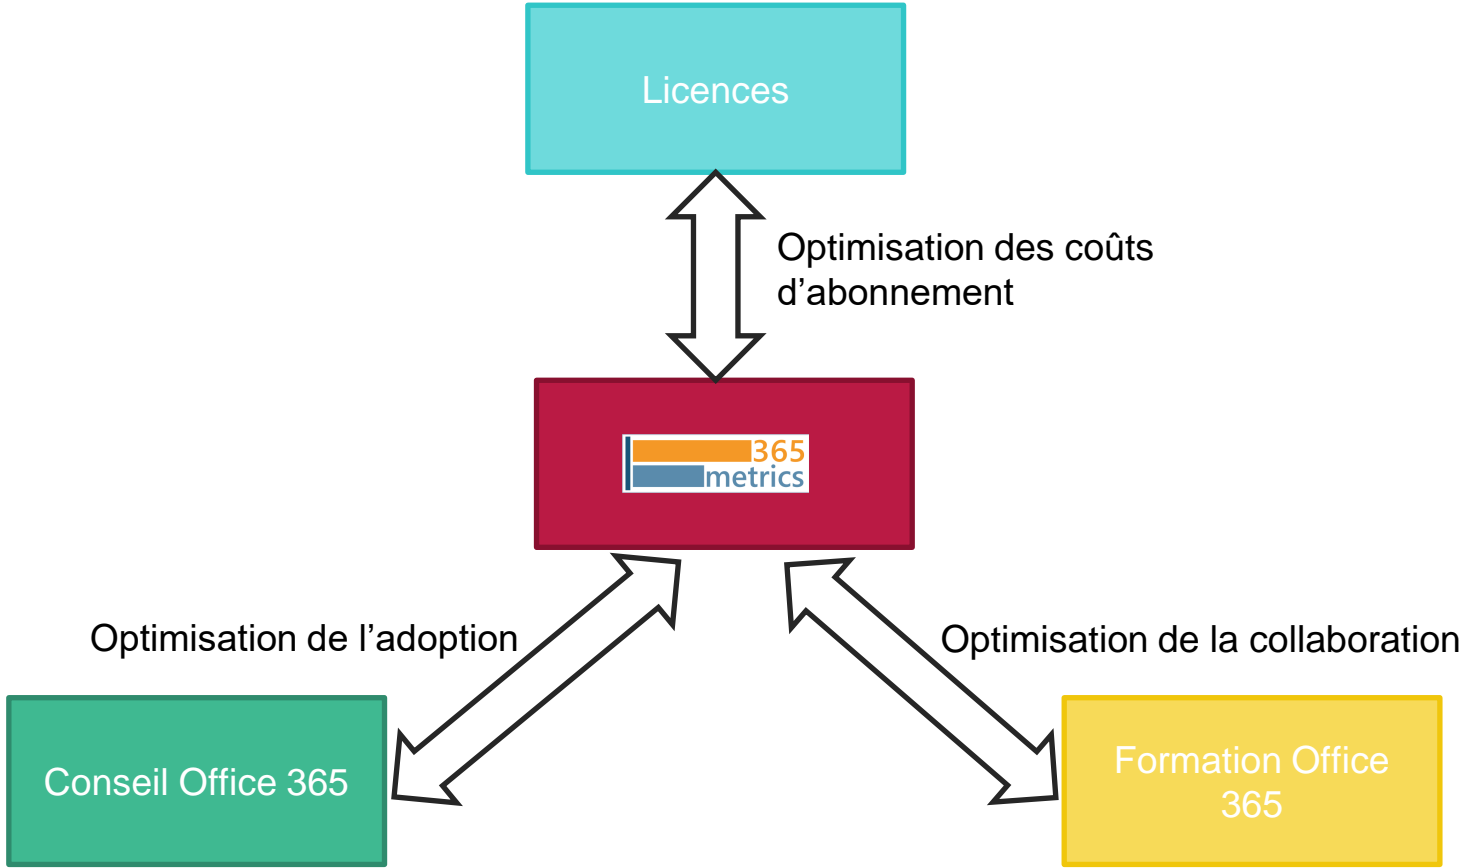 Licences
Optimisation des coûts
d’abonnement
365
metrics
Optimisation de l’adoption
Optimisation de la collaboration
Conseil Office 365
Formation Office
365